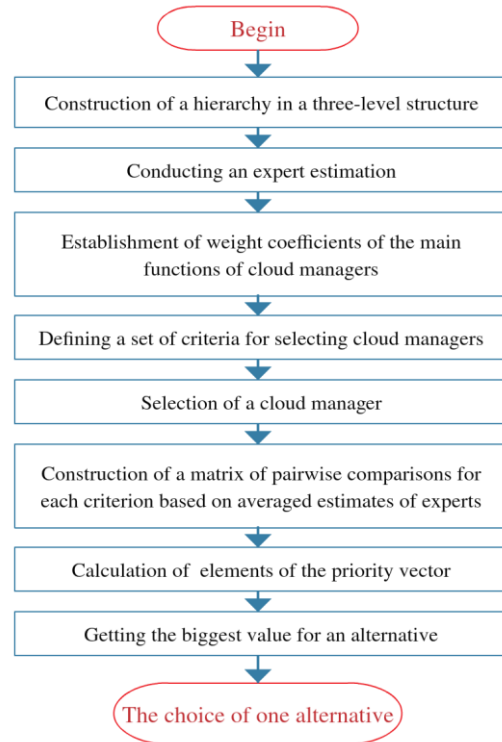 Begin
Construction of a hierarchy in a three-level structure
Conducting an expert estimation
Establishment of weight coefficients of the main
functions of cloud managers
Defining a set of criteria for selecting cloud managers
Selection of a cloud manager
Construction of a matrix of pairwise comparisons for
each criterion based on averaged estimates of experts
Calculation of elements of the priority vector
Getting the biggest value for an alternative
The choice of one alternative